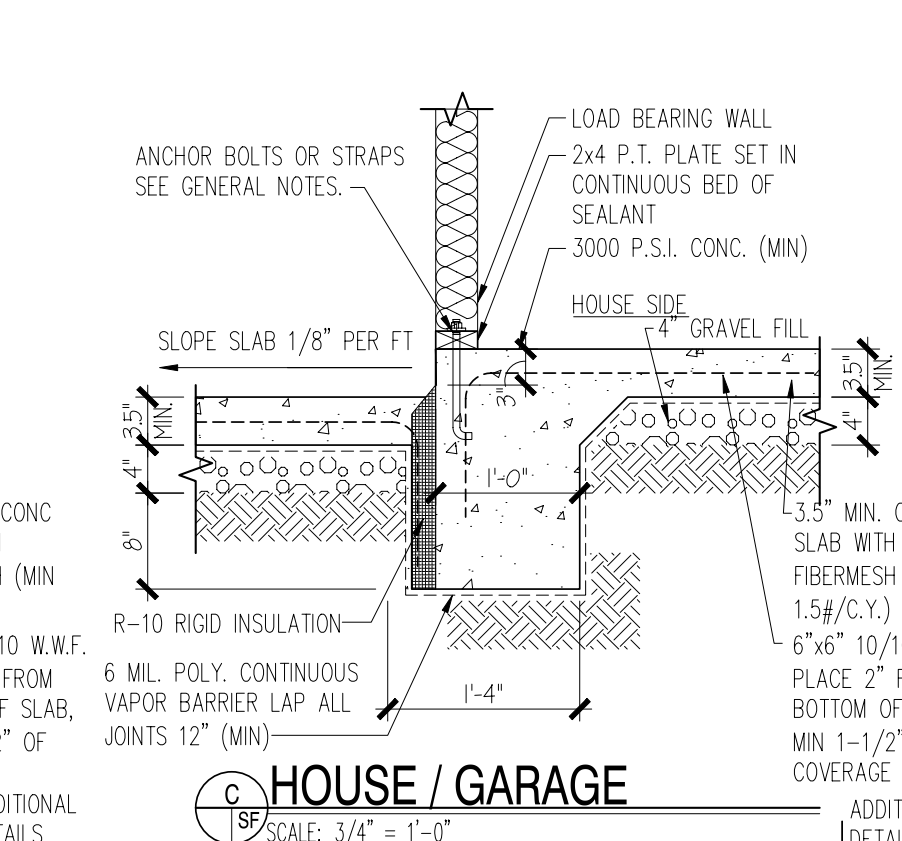 ANCHOR BOLTS OR STRAPS
SEE GENERAL NOTES.
LOAD BEARING WALL
2x4 P.T. PLATE SET IN
CONTINUOUS BED OF
SEALANT
3000 P.S.I. CONC. (MIN)
HOUSE SIDE
4" GRAVEL FILL
SLOPE SLAB 1/8" PER FT
3.5"
MIN.
4"
8"
3"
1'-0"
3.5"
MIN.
4"
CONC
(MIN
10 W.W.F.
FROM
OF SLAB,
OF
R-10 RIGID INSULATION
6 MIL. POLY. CONTINUOUS
VAPOR BARRIER LAP ALL
JOINTS 12" (MIN)
1'-4"
3.5" MIN.
SLAB WITH
FIBERMESH
1.5#/C.Y.)
6"x6" 10/1
PLACE 2"
BOTTOM OF
MIN 1-1/2"
COVERAGE
C
SF
HOUSE / GARAGE
SCALE: 3/4" = 1'-0"